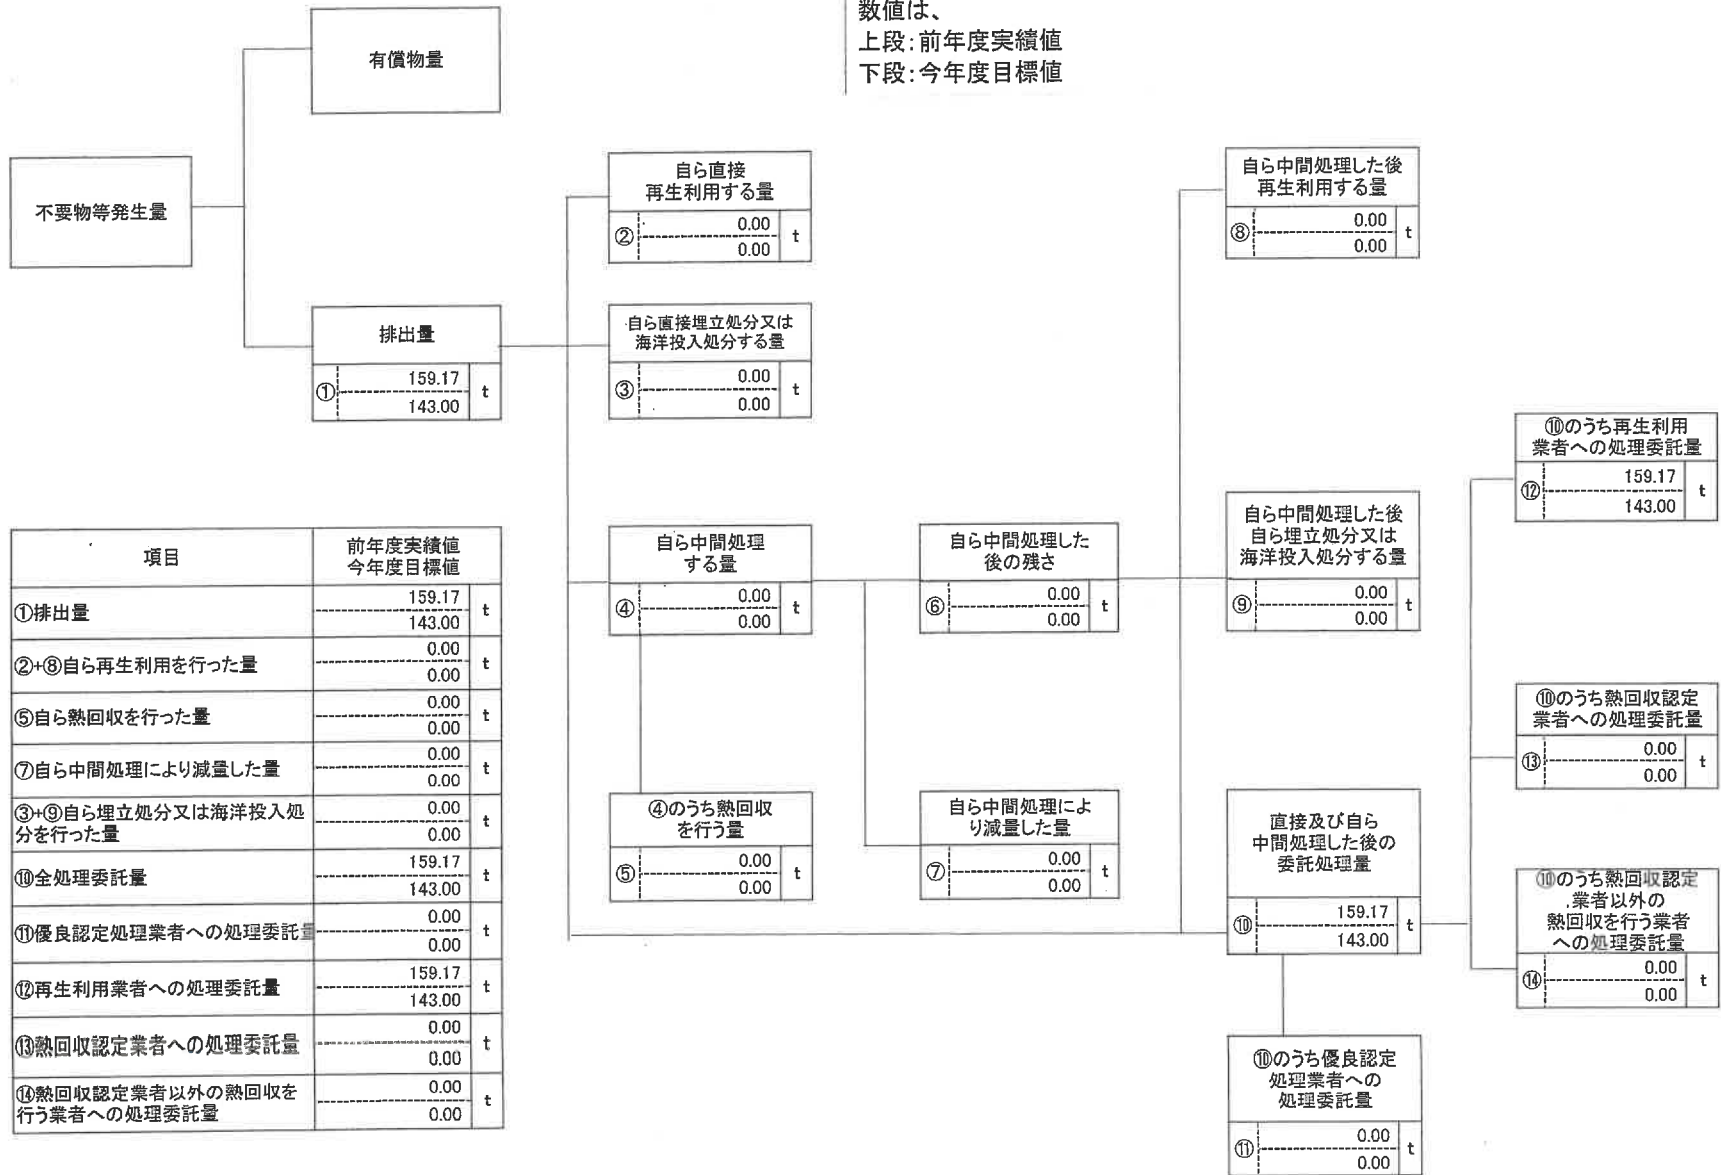 数値は、
上段:前年度実績値
下段:今年度目標値
有償物量
不要物等発生量
排出量
① 159.17 t
143.00
自ら直接
再生利用する量
② 0.00 t
0.00
自ら直接埋立処分又は
海洋投入処分する量
③ 0.00 t
0.00
自ら中間処理
する量
④ 0.00 t
0.00
④のうち熱回収
を行う量
⑤ 0.00 t
0.00
自ら中間処理した
後の残さ
⑥ 0.00 t
0.00
自ら中間処理によ
り減量した量
⑦ 0.00 t
0.00
自ら中間処理した後
再生利用する量
⑧ 0.00 t
0.00
自ら中間処理した後
自ら埋立処分又は
海洋投入処分する量
⑨ 0.00 t
0.00
直接及び自ら
中間処理した後の
委託処理量
⑩ 159.17 t
143.00
⑩のうち優良認定
処理業者への
処理委託量
⑪ 0.00 t
0.00
⑩のうち再生利用
業者への処理委託量
⑫ 159.17 t
143.00
⑩のうち熱回収認定
業者への処理委託量
⑬ 0.00 t
0.00
⑩のうち熱回収認定
業者以外の
熱回収を行う業者
への処理委託量
⑭ 0.00 t
0.00
項目 前年度実績値
今年度目標値
①排出量 159.17 t
143.00
②+⑧自ら再生利用を行った量 0.00 t
0.00
⑤自ら熱回収を行った量 0.00 t
0.00
⑦自ら中間処理により減量した量 0.00 t
0.00
③+⑨自ら埋立処分又は海洋投入処 0.00 t
分を行った量 0.00
⑩全処理委託量 159.17 t
143.00
⑪優良認定処理業者への処理委託量 0.00 t
0.00
⑫再生利用業者への処理委託量 159.17 t
143.00
⑬熱回収認定業者への処理委託量 0.00 t
0.00
⑭熱回収認定業者以外の熱回収を 0.00 t
行う業者への処理委託量 0.00